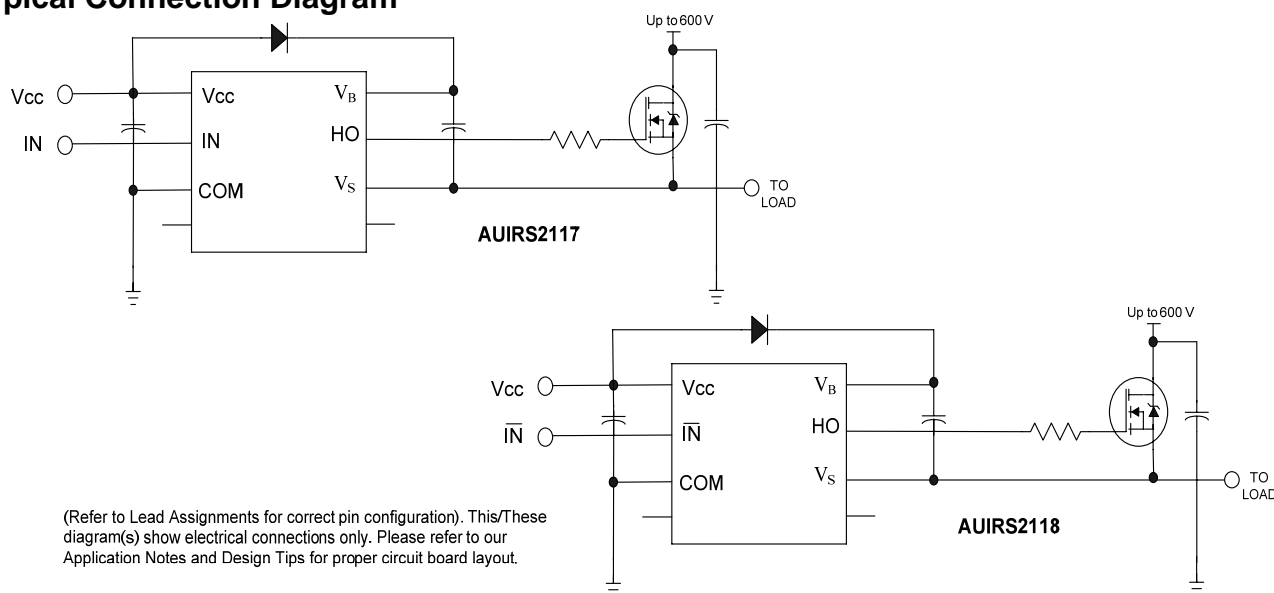 pical Connection Diagram
Up to 600 V
Vcc
Vcc
VB
IN
IN
HO
COM
VS
TO
LOAD
AUIRS2117
Up to 600 V
Vcc
Vcc
VB
I̅N̅
I̅N̅
HO
COM
VS
TO
LOAD
AUIRS2118
(Refer to Lead Assignments for correct pin configuration). This/These
diagram(s) show electrical connections only. Please refer to our
Application Notes and Design Tips for proper circuit board layout.